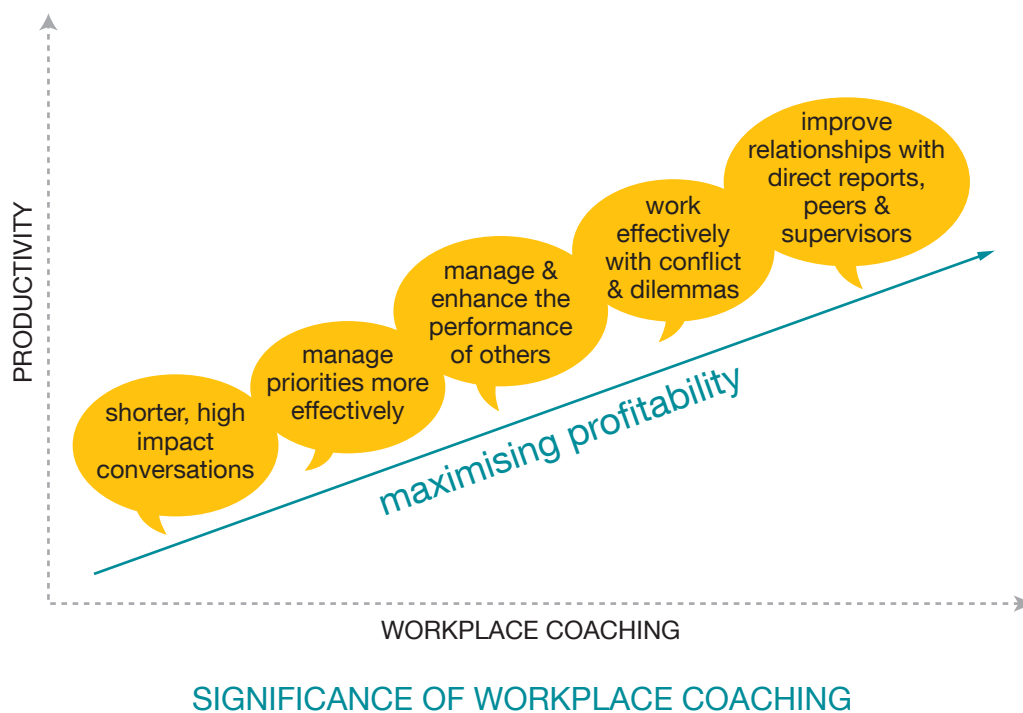 PRODUCTIVITY
shorter, high
impact
conversations
manage
priorities more
effectively
manage &
enhance the
performance
of others
work
effectively
with conflict
& dilemmas
improve
relationships with
direct reports,
peers &
supervisors
maximising profitability
WORKPLACE COACHING
SIGNIFICANCE OF WORKPLACE COACHING